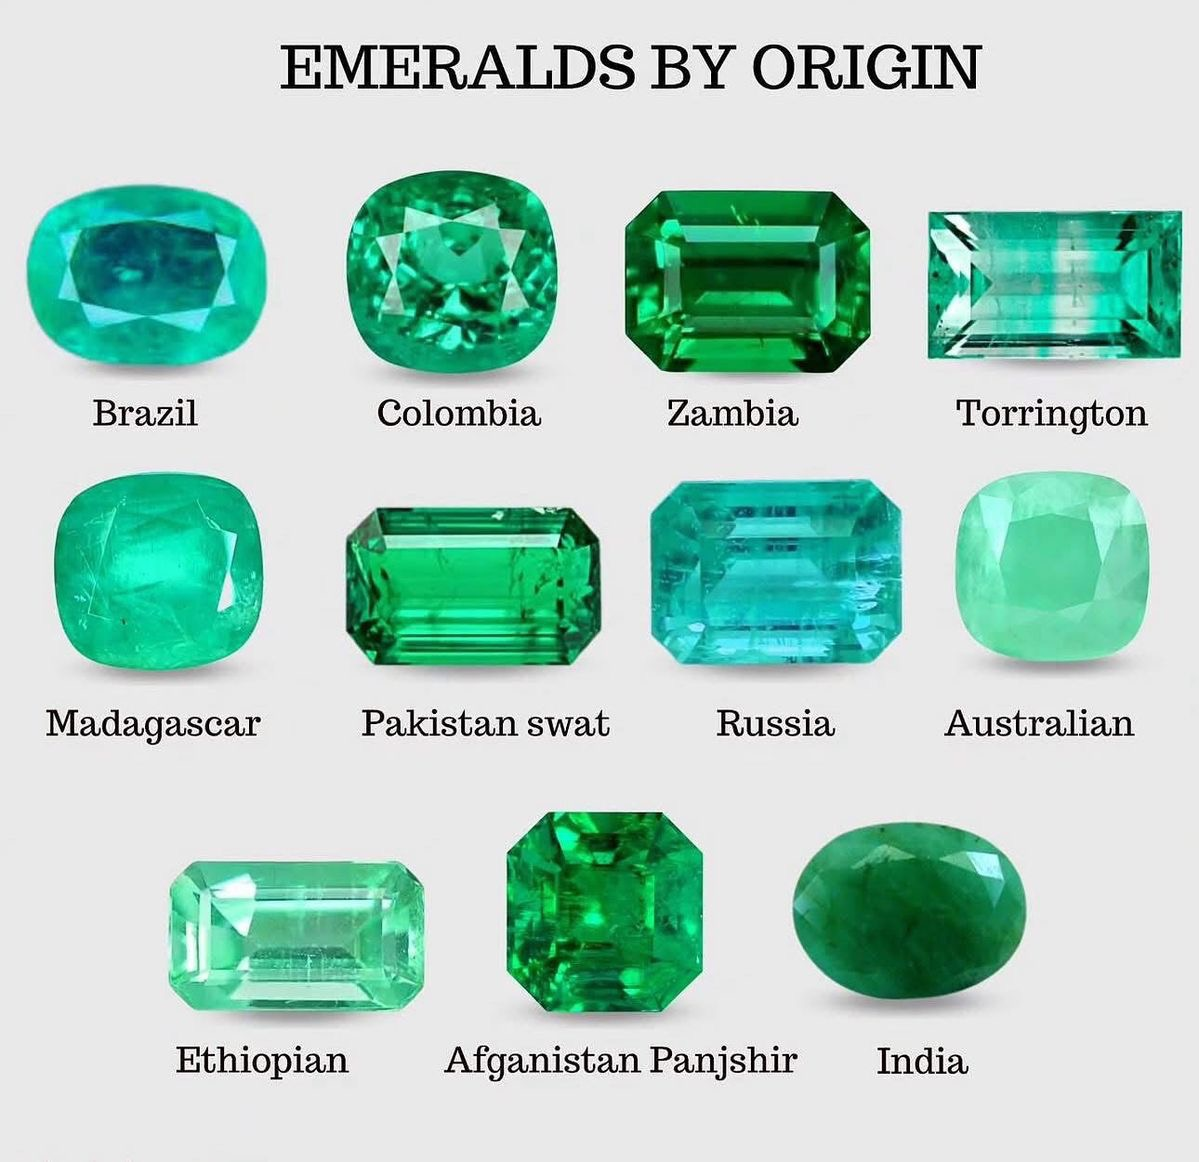 EMERALDS BY ORIGIN
Brazil
Colombia
Zambia
Torrington
Madagascar
Pakistan swat
Russia
Australian
Ethiopian
Afganistan Panjshir
India